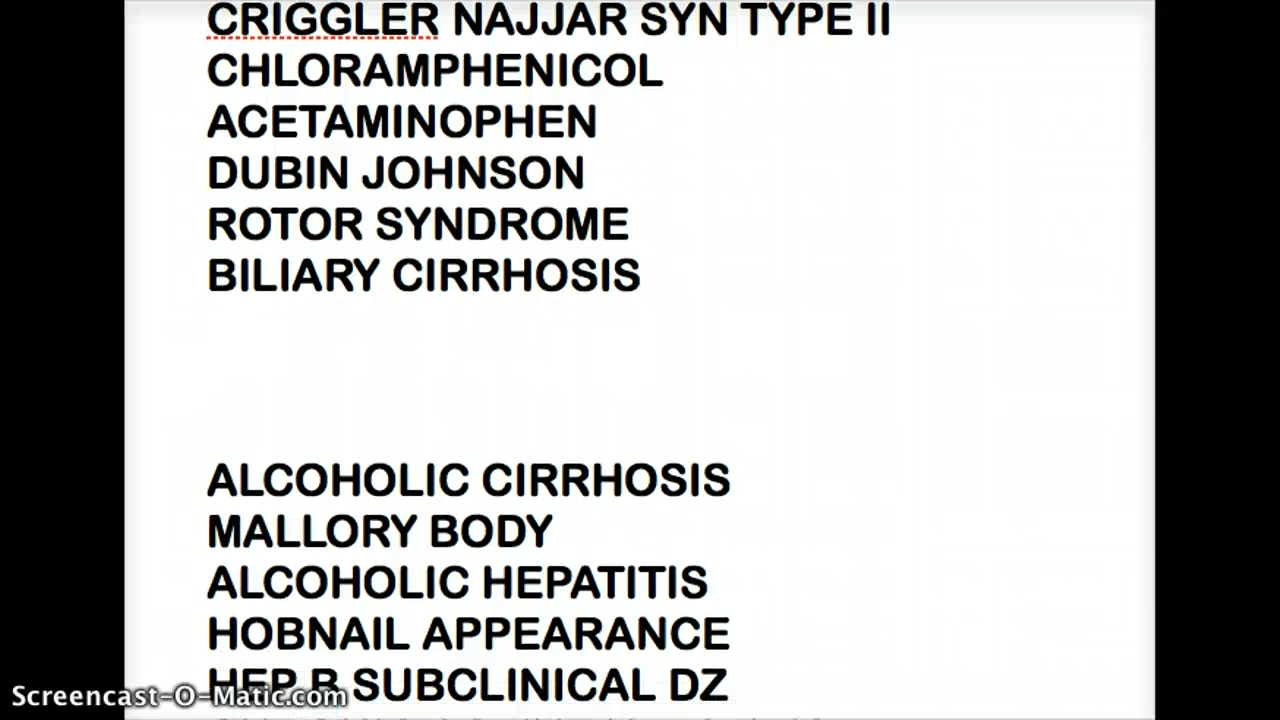 CRIGGLER NAJJAR SYN TYPE II
CHLORAMPHENICOL
ACETAMINOPHEN
DUBIN JOHNSON
ROTOR SYNDROME
BILIARY CIRRHOSIS
ALCOHOLIC CIRRHOSIS
MALLORY BODY
ALCOHOLIC HEPATITIS
HOBNAIL APPEARANCE
HEP B SUBCLINICAL DZ
Screencast-O-Matic.com